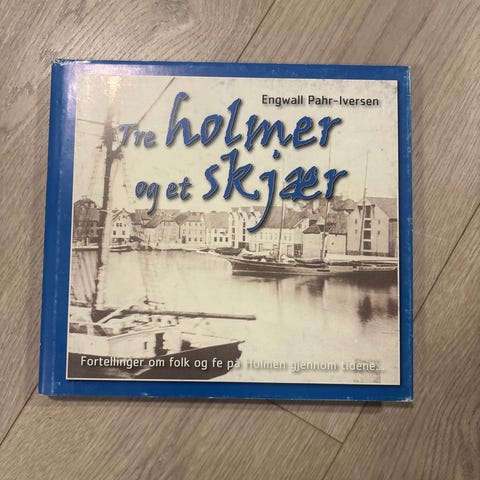 Engwall Pahr-Iversen
Tre holmer
og et skjær
Fortellinger om folk og fe på Holmen gjennom tidene...